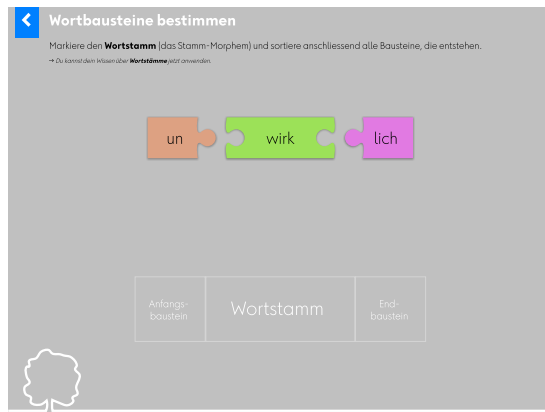 Wortbausteine bestimmen
Markiere den Wortstamm (das Stamm-Morphem) und sortiere anschliessend alle Bausteine, die entstehen.
→ Du kannst dein Wissen über Wortstämme jetzt anwenden.
un wirk lich
Anfangs-
baustein
Wortstamm
End-
baustein